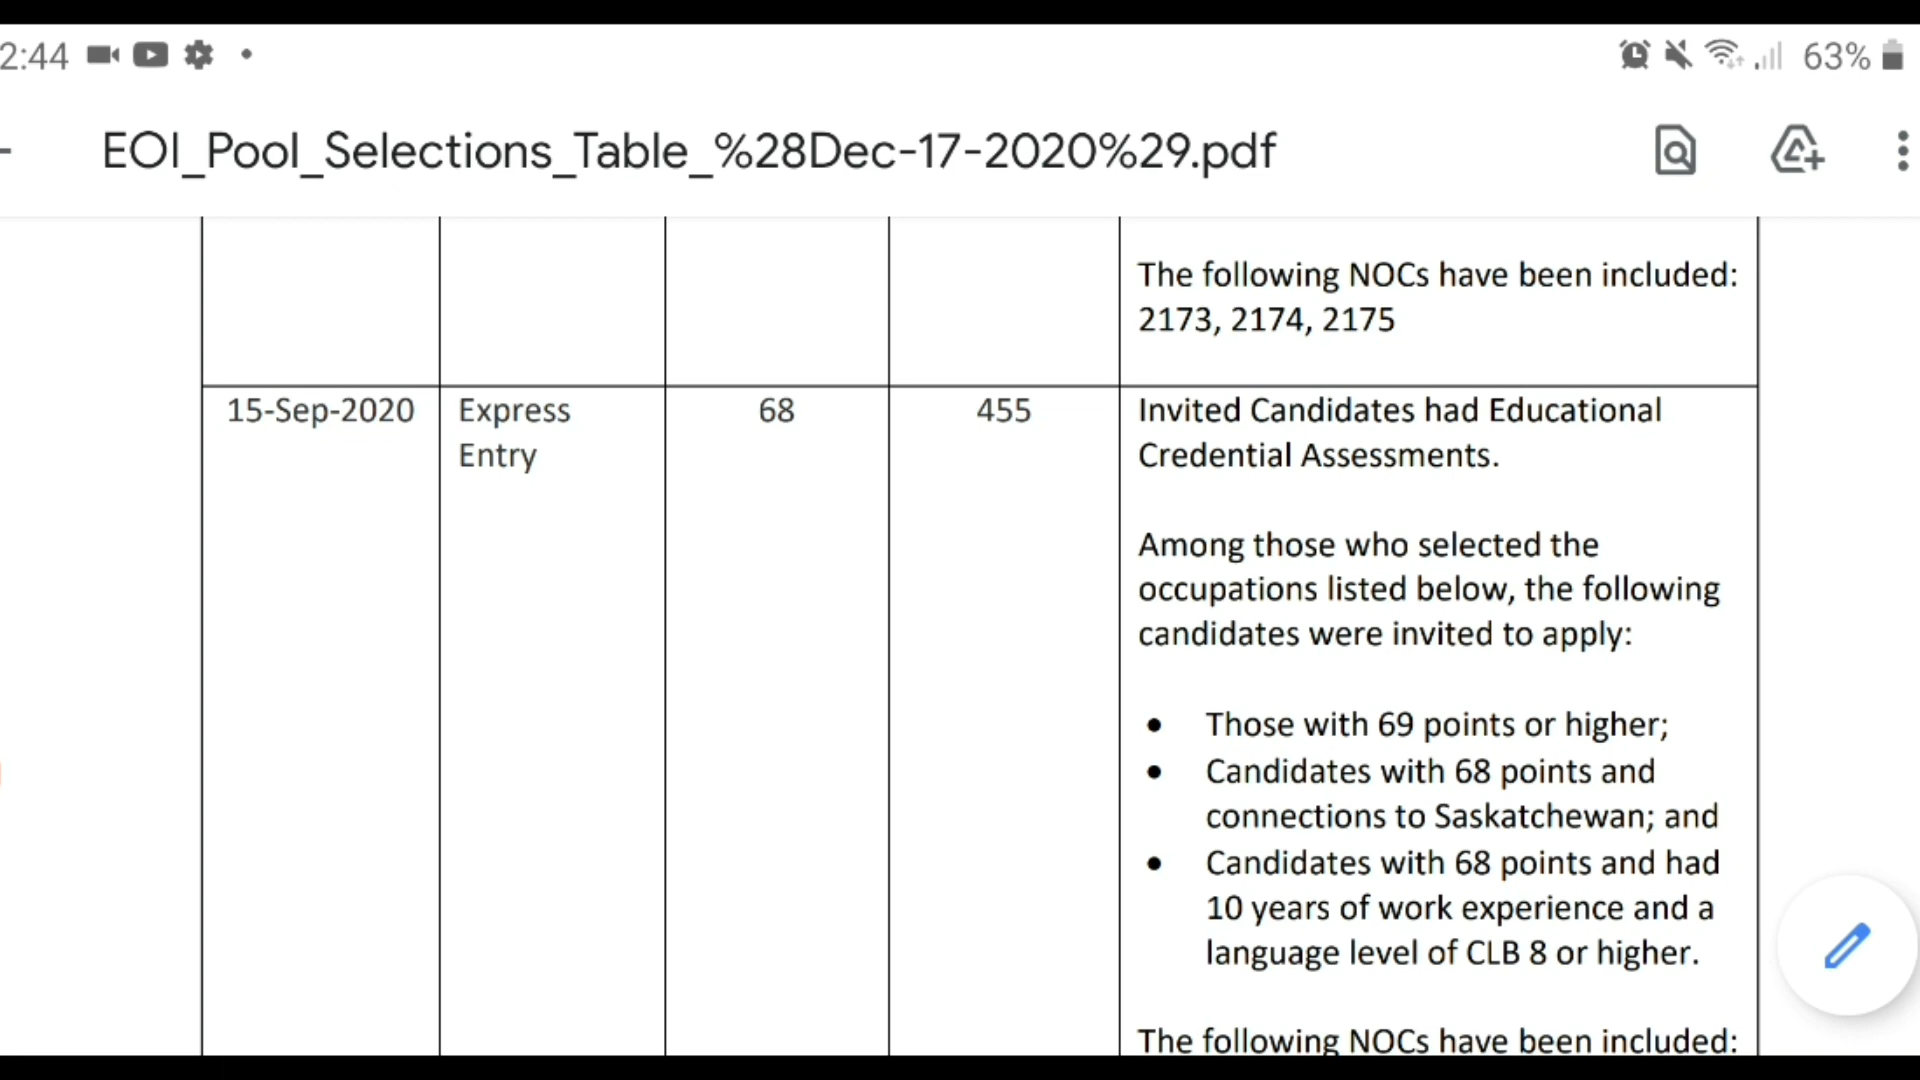 2:44
63%
EOI_Pool_Selections_Table_%28Dec-17-2020%29.pdf
The following NOCs have been included:
2173, 2174, 2175
15-Sep-2020
Express
Entry
68
455
Invited Candidates had Educational
Credential Assessments.
Among those who selected the
occupations listed below, the following
candidates were invited to apply:
• Those with 69 points or higher;
• Candidates with 68 points and
connections to Saskatchewan; and
• Candidates with 68 points and had
10 years of work experience and a
language level of CLB 8 or higher.
The following NOCs have been included: